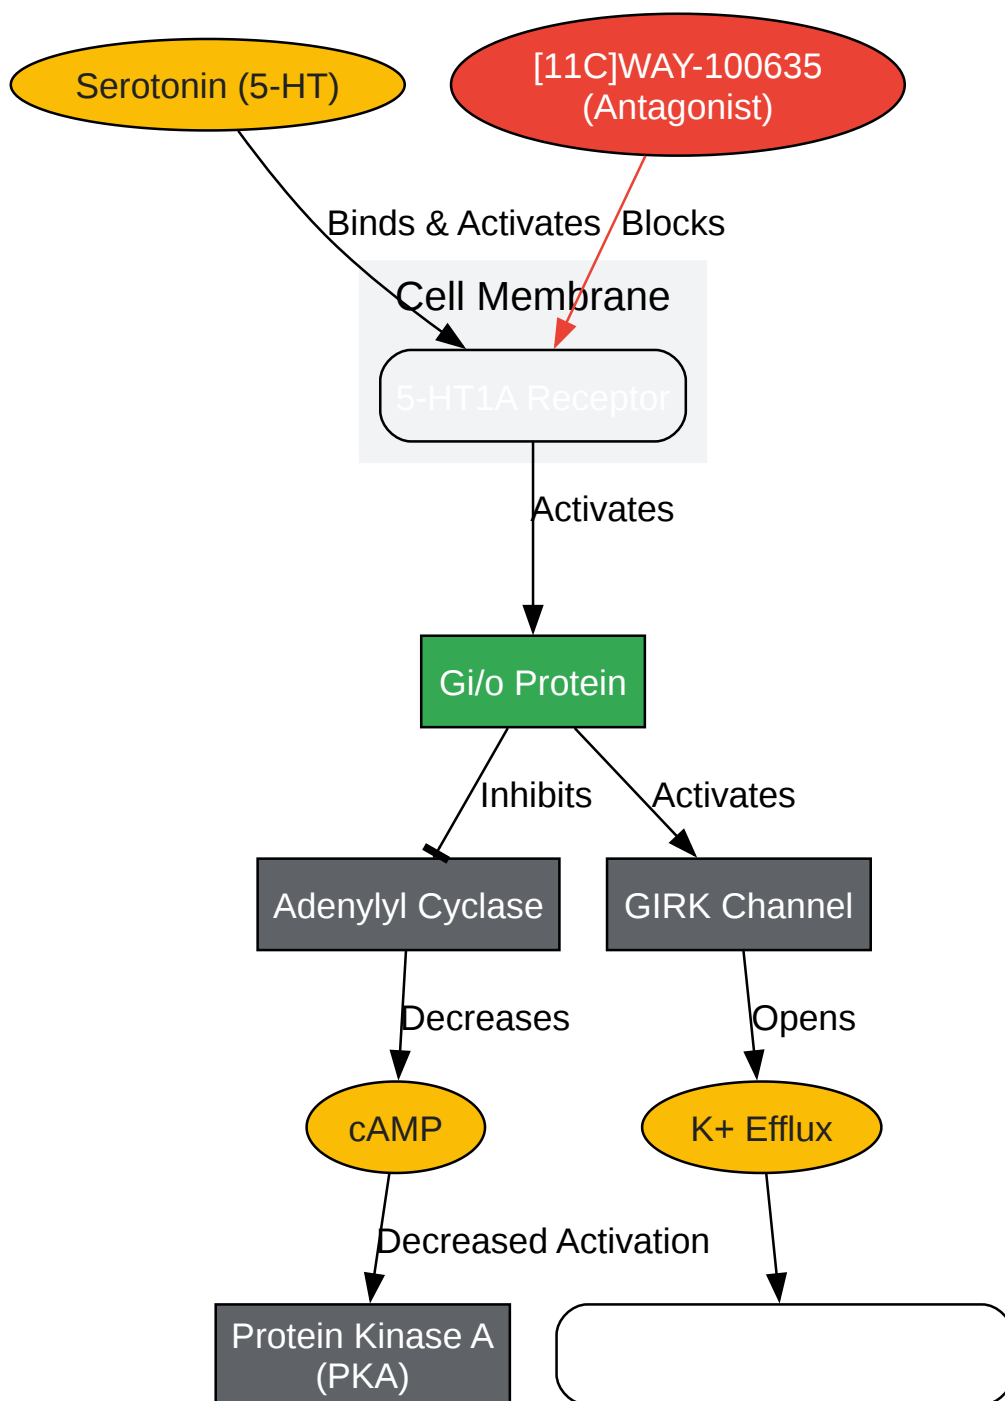 Serotonin (5-HT)
[11C]WAY-100635
(Antagonist)
Binds & Activates
Blocks
Cell Membrane
5-HT1A Receptor
Activates
Gi/o Protein
Inhibits
Activates
Adenylyl Cyclase
GIRK Channel
Decreases
Opens
cAMP
K+ Efflux
Decreased Activation
Protein Kinase A
(PKA)